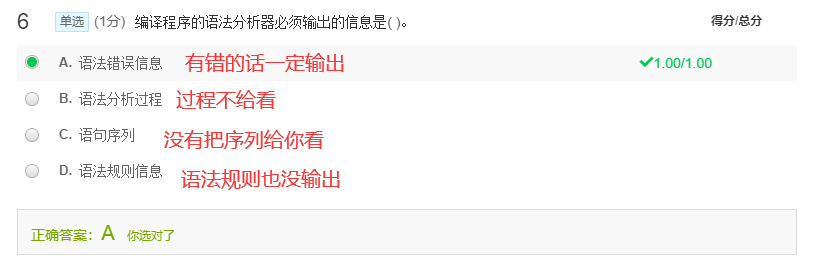 6 单选 (1分) 编译程序的语法分析器必须输出的信息是( )。 得分/总分
A. 语法错误信息 有错的话一定输出 1.00/1.00
B. 语法分析过程 过程不给看
C. 语句序列 没有把序列给你看
D. 语法规则信息 语法规则也没输出
正确答案：A 你选对了